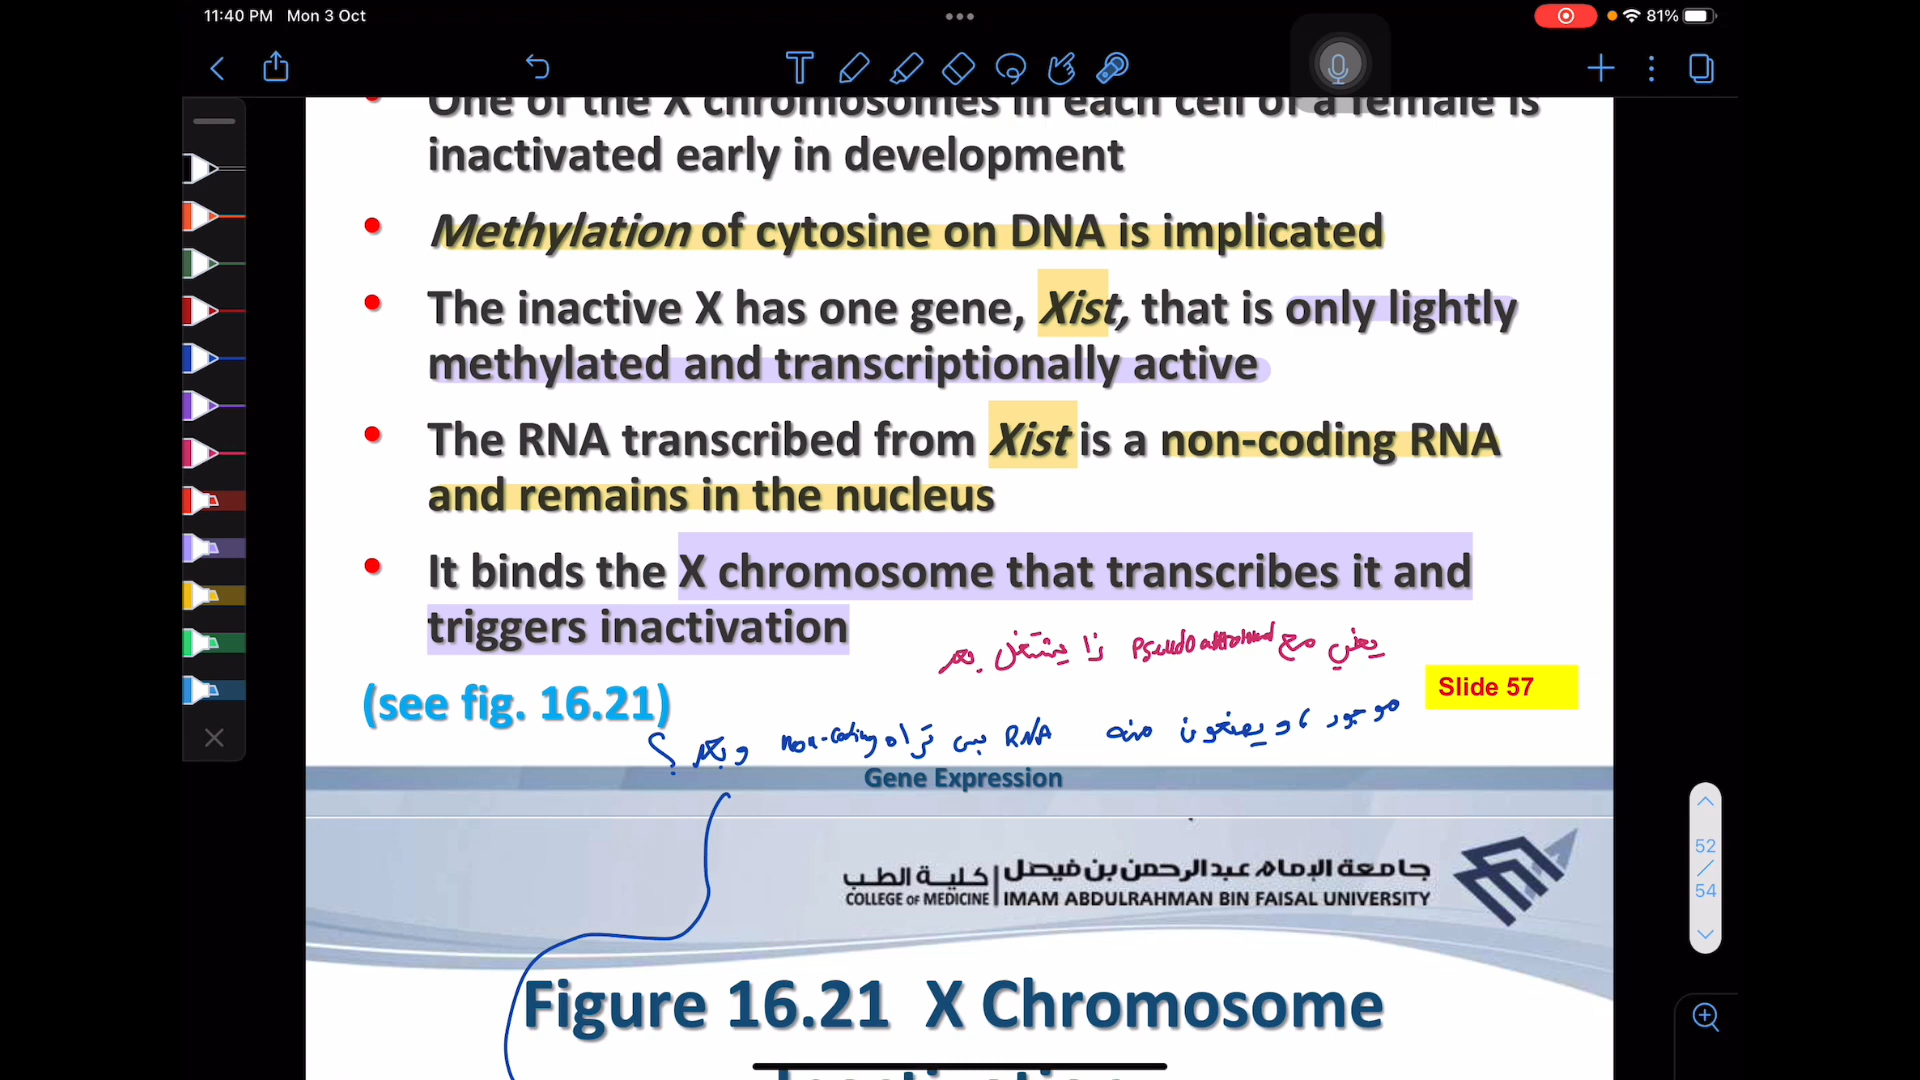 11:40 PM Mon 3 Oct
81%
One of the X chromosomes in each cell of a female is
inactivated early in development
• Methylation of cytosine on DNA is implicated
• The inactive X has one gene, Xist, that is only lightly
methylated and transcriptionally active
• The RNA transcribed from Xist is a non-coding RNA
and remains in the nucleus
• It binds the X chromosome that transcribes it and
triggers inactivation
يعني مع يشتغل
(see fig. 16.21)
Slide 57
موجود منه RNA بس تراه non-coding وبعد ؟
Gene Expression
جامعة الإمام عبدالرحمن بن فيصل | كلية الطب
COLLEGE OF MEDICINE | IMAM ABDULRAHMAN BIN FAISAL UNIVERSITY
52
/
54
Figure 16.21 X Chromosome